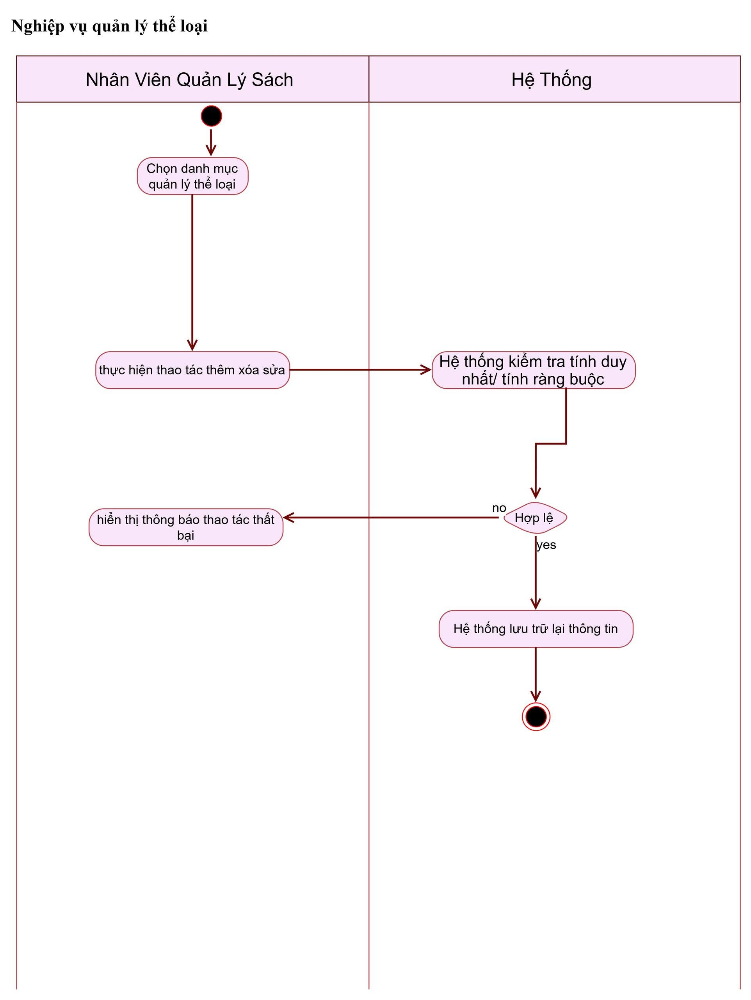 Nghiệp vụ quản lý thể loại
Nhân Viên Quản Lý Sách
Hệ Thống
Chọn danh mục
quản lý thể loại
thực hiện thao tác thêm xóa sửa
Hệ thống kiểm tra tính duy
nhất/ tính ràng buộc
no
Hợp lệ
hiển thị thông báo thao tác thất
bại
yes
Hệ thống lưu trữ lại thông tin